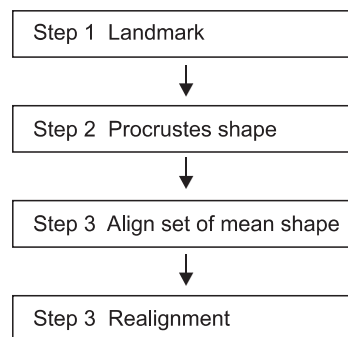 Step 1 Landmark
Step 2 Procrustes shape
Step 3 Align set of mean shape
Step 3 Realignment